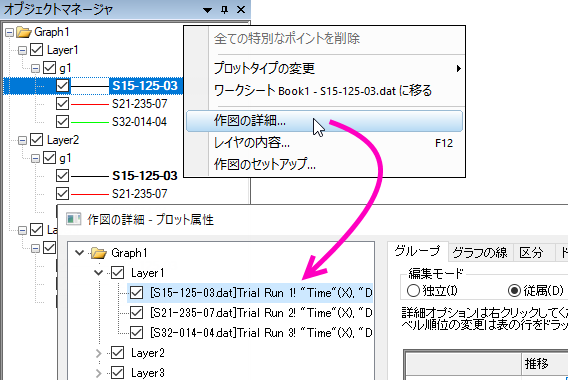 オブジェクトマネージャ
Graph1
Layer1
g1
S15-125-03
S21-235-07
S32-014-04
Layer2
g1
S15-125-03
S21-235-07
全ての特別なポイントを削除
プロットタイプの変更
ワークシート Book1 - S15-125-03.dat に移る
作図の詳細...
レイヤの内容... F12
作図のセットアップ...
作図の詳細 - プロット属性
Graph1
Layer1
[S15-125-03.dat]Trial Run 1! "Time"(X), "D
[S21-235-07.dat]Trial Run 2! "Time"(X), "D
[S32-014-04.dat]Trial Run 3! "Time"(X), "D
Layer2
Layer3
グループ グラフの線 区分
編集モード
独立(I) 従属(D)
詳細オプションは右クリックしてくだ
ベル順位の変更は表の行をドラッ
推移